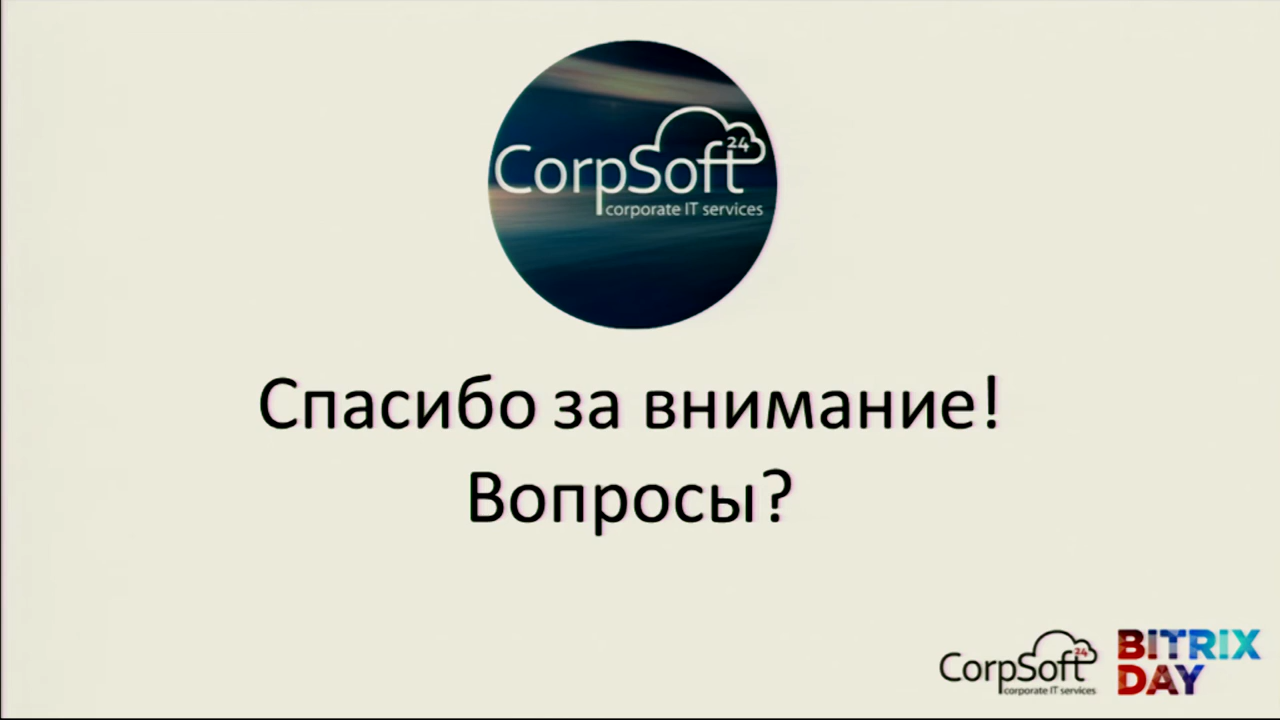 CorpSoft 24
corporate IT services
Спасибо за внимание!
Вопросы?
CorpSoft 24
corporate IT services
BITRIX
DAY